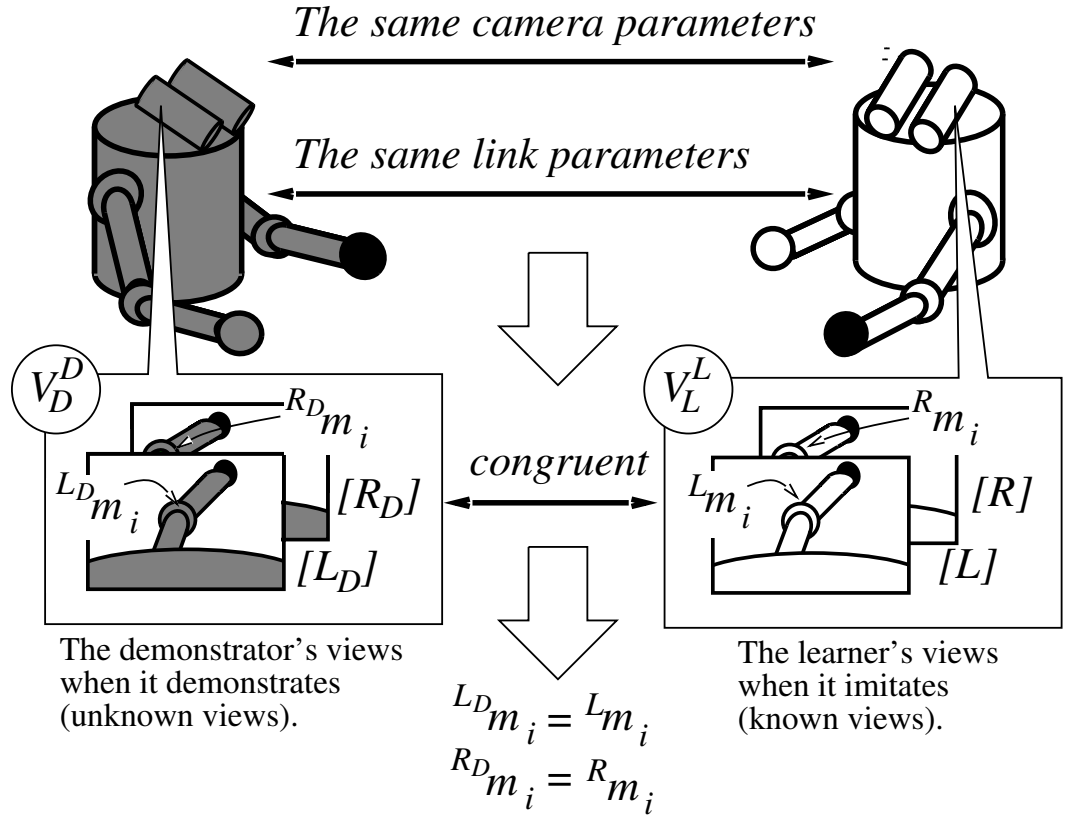 The same camera parameters
The same link parameters
V_D^D
^{R_D}m_i
^{L_D}m_i
[R_D]
[L_D]
congruent
V_L^L
^Rm_i
^Lm_i
[R]
[L]
The demonstrator's views
when it demonstrates
(unknown views).
The learner's views
when it imitates
(known views).
^{L_D}m_i = ^Lm_i
^{R_D}m_i = ^Rm_i